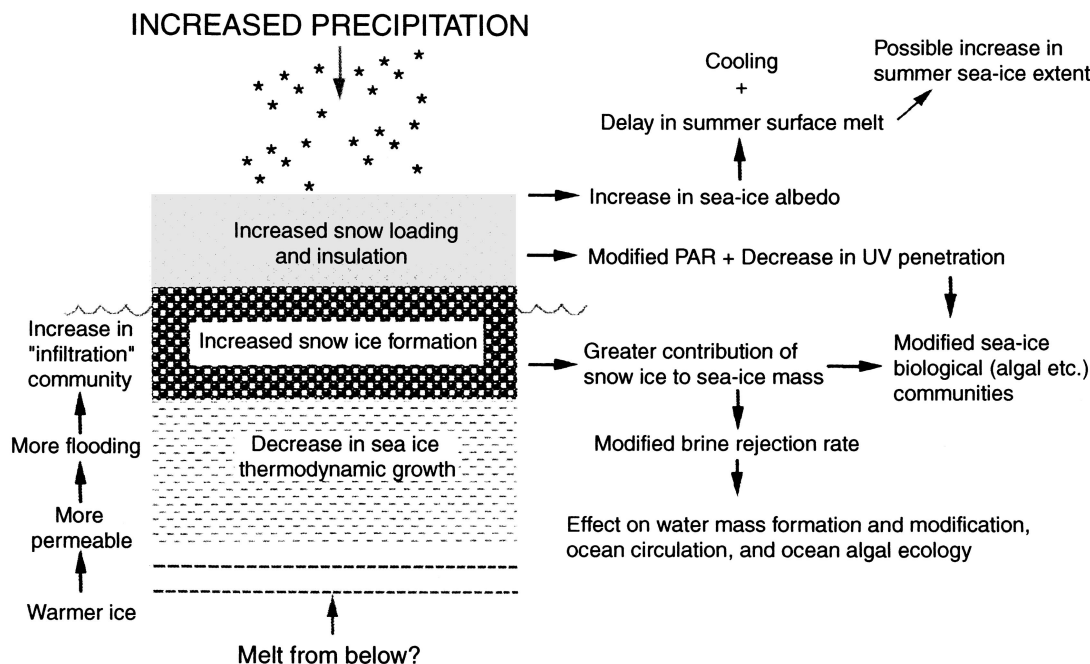 INCREASED PRECIPITATION
Cooling
+
Delay in summer surface melt
Possible increase in
summer sea-ice extent
Increase in sea-ice albedo
Increased snow loading
and insulation
Modified PAR + Decrease in UV penetration
Increase in
"infiltration"
community
Increased snow ice formation
Greater contribution of
snow ice to sea-ice mass
Modified sea-ice
biological (algal etc.)
communities
More flooding
Decrease in sea ice
thermodynamic growth
Modified brine rejection rate
More
permeable
Effect on water mass formation and modification,
ocean circulation, and ocean algal ecology
Warmer ice
Melt from below?